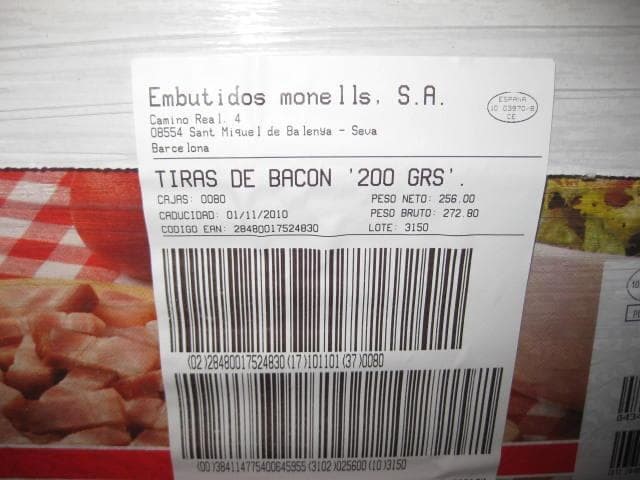 Embutidos monells, S.A.
Camino Real, 4
08554 Sant Miquel de Balenya - Seva
Barcelona
ESPAÑA
10 03970-B
CE
TIRAS DE BACON '200 GRS'.
CAJAS: 0080
PESO NETO: 256,00
CADUCIDAD: 01/11/2010
PESO BRUTO: 272.80
CODIGO EAN: 28480017524830
LOTE: 3150
(02)28480017524830(17)101101(37)0080
(00)384114775400645955(3102)025600(10)3150